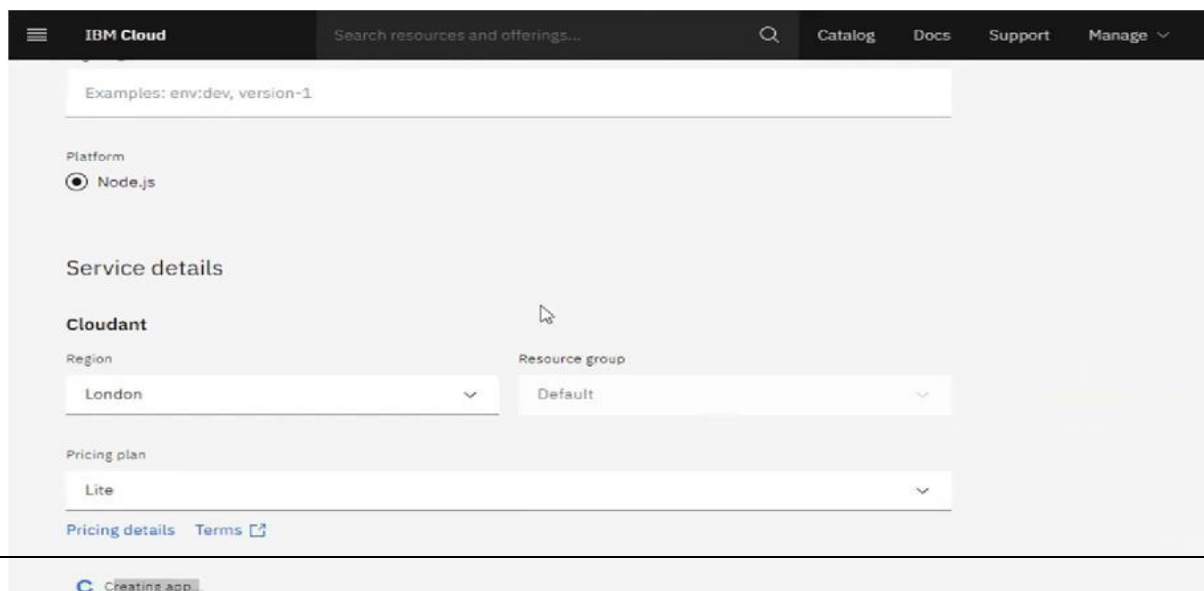 IBM Cloud Search resources and offerings... Catalog Docs Support Manage
Examples: env:dev, version-1
Platform
Node.js
Service details
Cloudant
Region Resource group
London Default
Pricing plan
Lite
Pricing details Terms
Creating app...